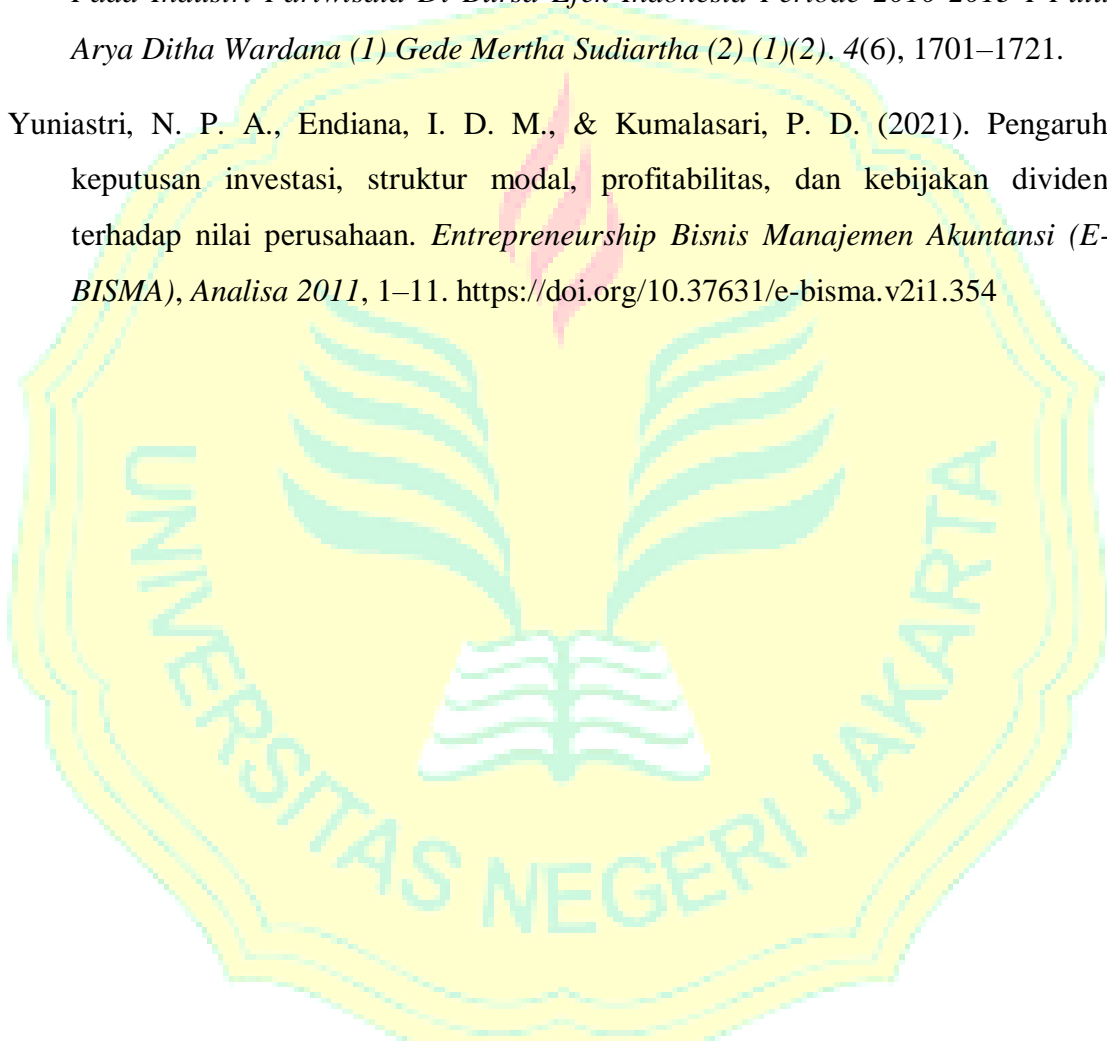 Pada Industri Pariwisata Di Bursa Efek Indonesia Periode 2010-2013 I Putu
Arya Ditha Wardana (1) Gede Mertha Sudiartha (2) (1)(2). 4(6), 1701–1721.
Yuniastri, N. P. A., Endiana, I. D. M., & Kumalasari, P. D. (2021). Pengaruh
keputusan investasi, struktur modal, profitabilitas, dan kebijakan dividen
terhadap nilai perusahaan. Entrepreneurship Bisnis Manajemen Akuntansi (E-
BISMA), Analisa 2011, 1–11. https://doi.org/10.37631/e-bisma.v2i1.354
UNIVERSITAS NEGERI JAKARTA